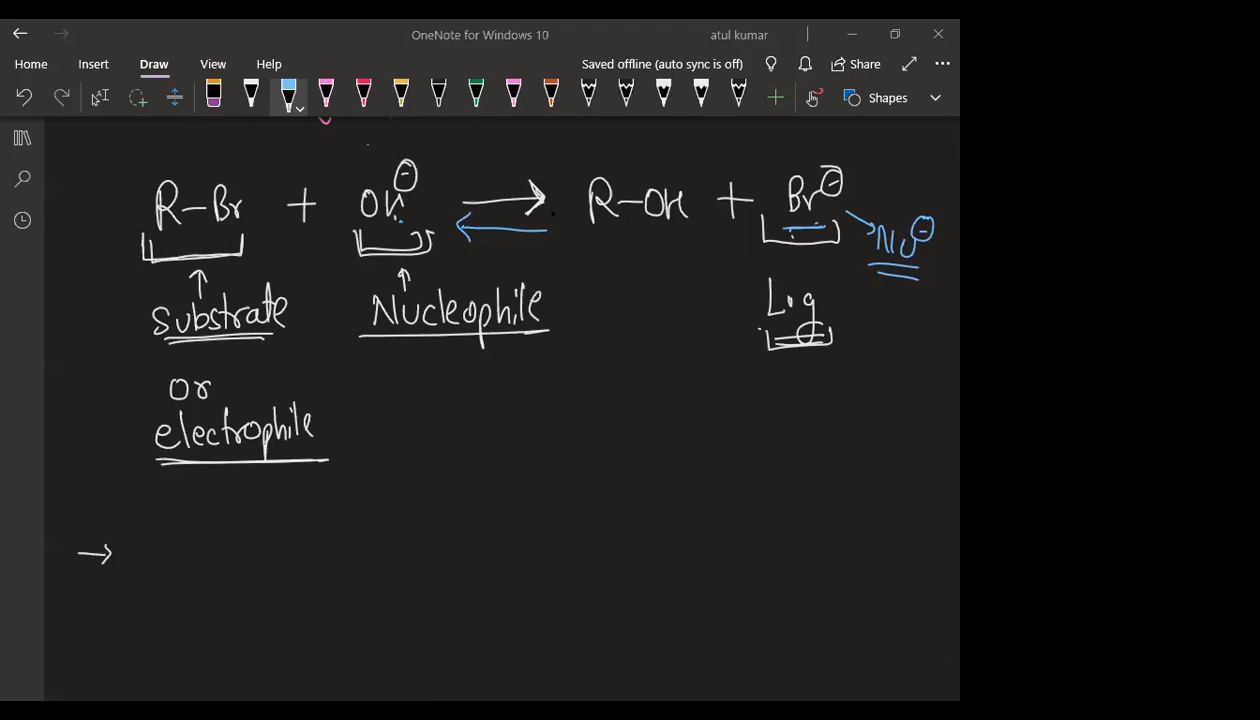 OneNote for Windows 10
atul kumar
Home Insert Draw View Help
Saved offline (auto sync is off)
Share
Shapes
R-Br + OH⊖ → R-OH + Br⊖
Nu⊖
Substrate
Nucleophile
L.g
or
electrophile
→